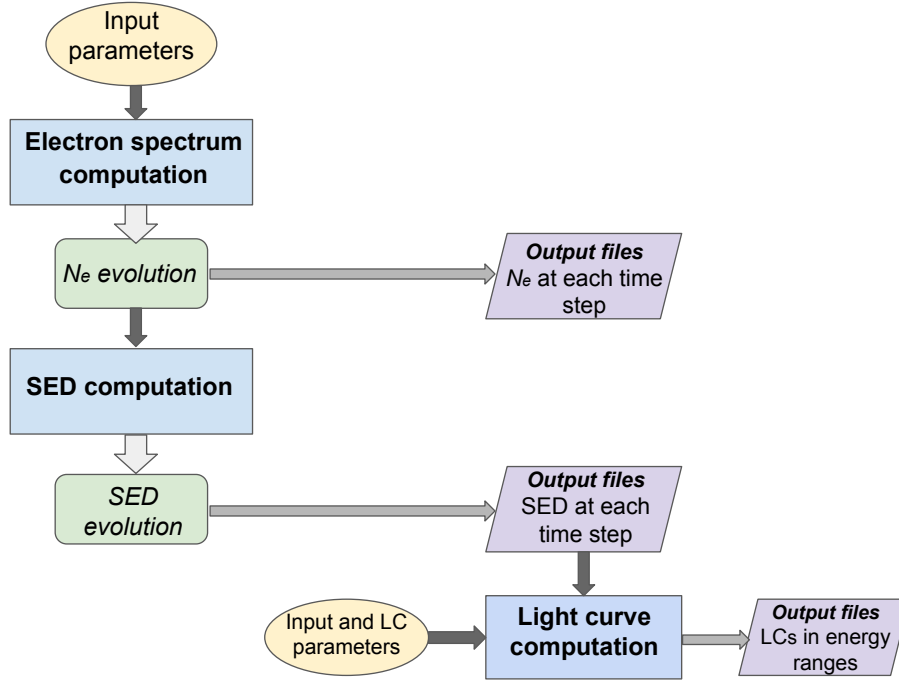 Input
parameters
Electron spectrum
computation
Ne evolution
Output files
Ne at each time
step
SED computation
SED
evolution
Output files
SED at each
time step
Input and LC
parameters
Light curve
computation
Output files
LCs in energy
ranges